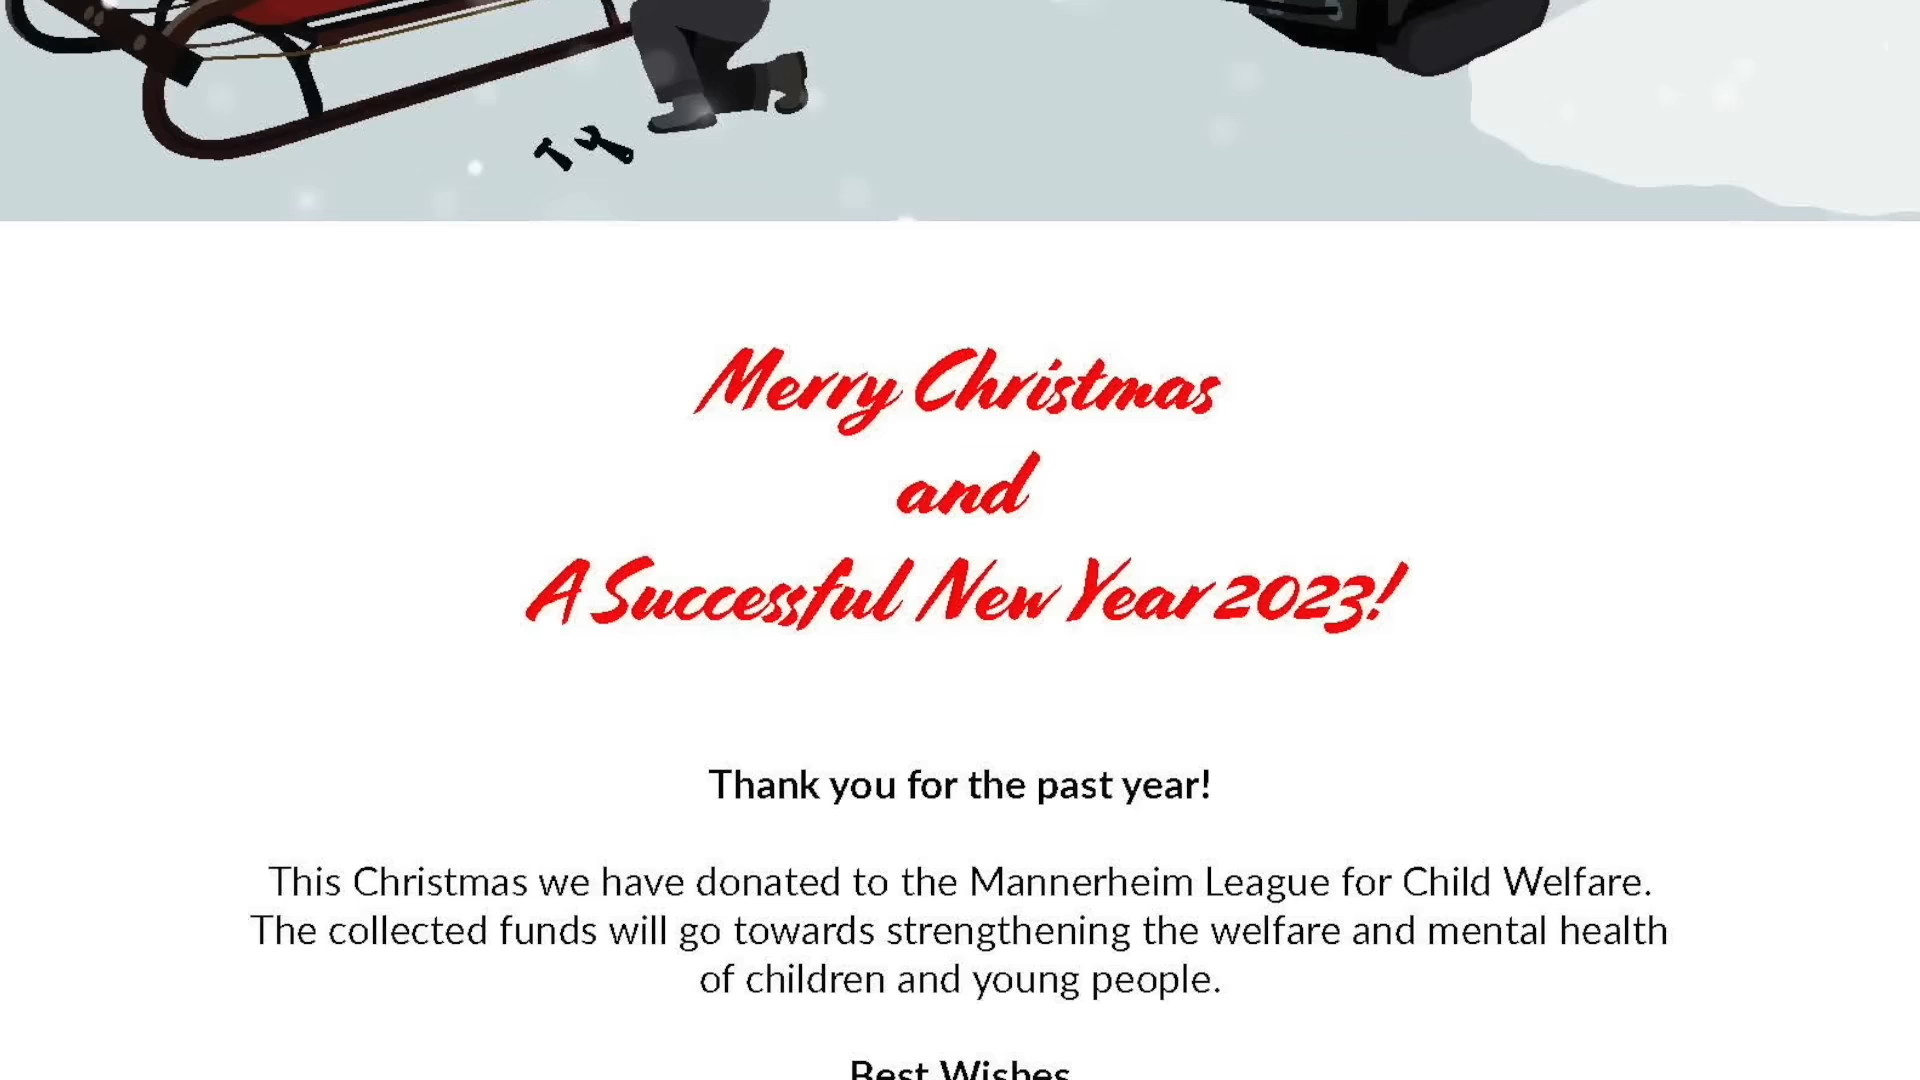 Merry Christmas
and
A Successful New Year 2023!
Thank you for the past year!
This Christmas we have donated to the Mannerheim League for Child Welfare.
The collected funds will go towards strengthening the welfare and mental health
of children and young people.
Best Wishes